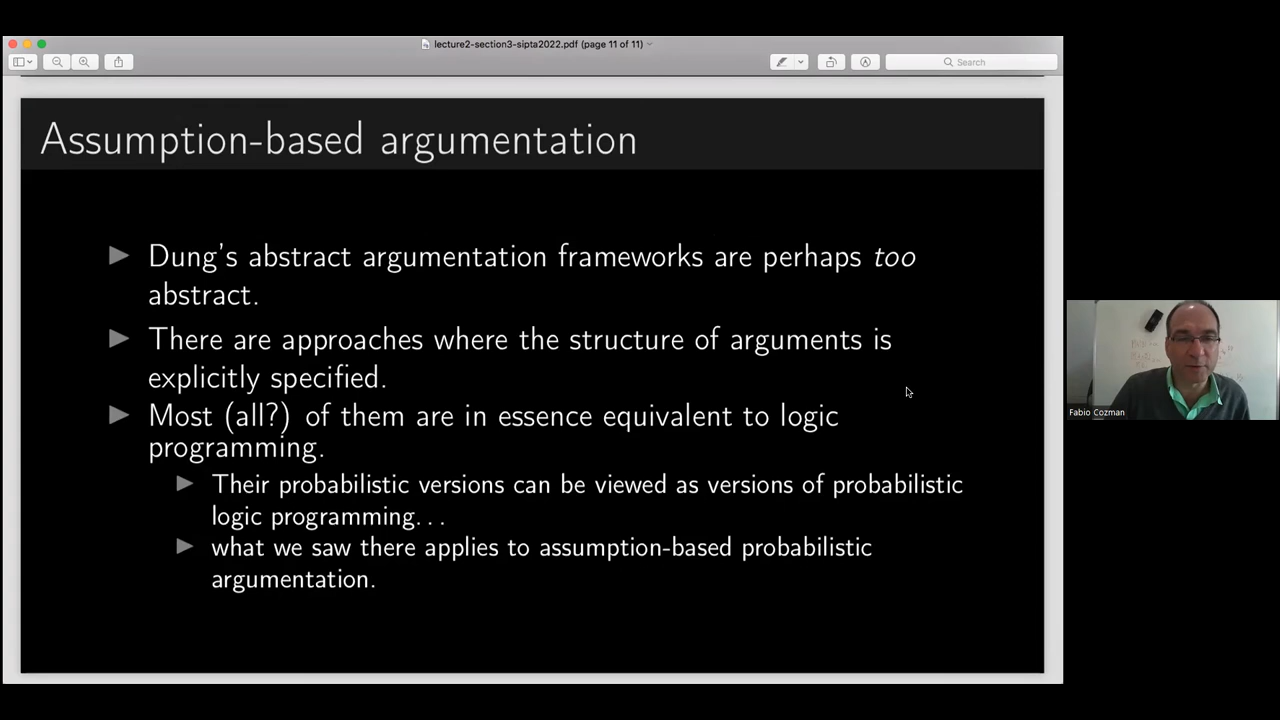 lecture2-section3-sipta2022.pdf (page 11 of 11)
Search
Assumption-based argumentation
Dung's abstract argumentation frameworks are perhaps too
abstract.
There are approaches where the structure of arguments is
explicitly specified.
Most (all?) of them are in essence equivalent to logic
programming.
Their probabilistic versions can be viewed as versions of probabilistic
logic programming...
what we saw there applies to assumption-based probabilistic
argumentation.
Fabio Cozman